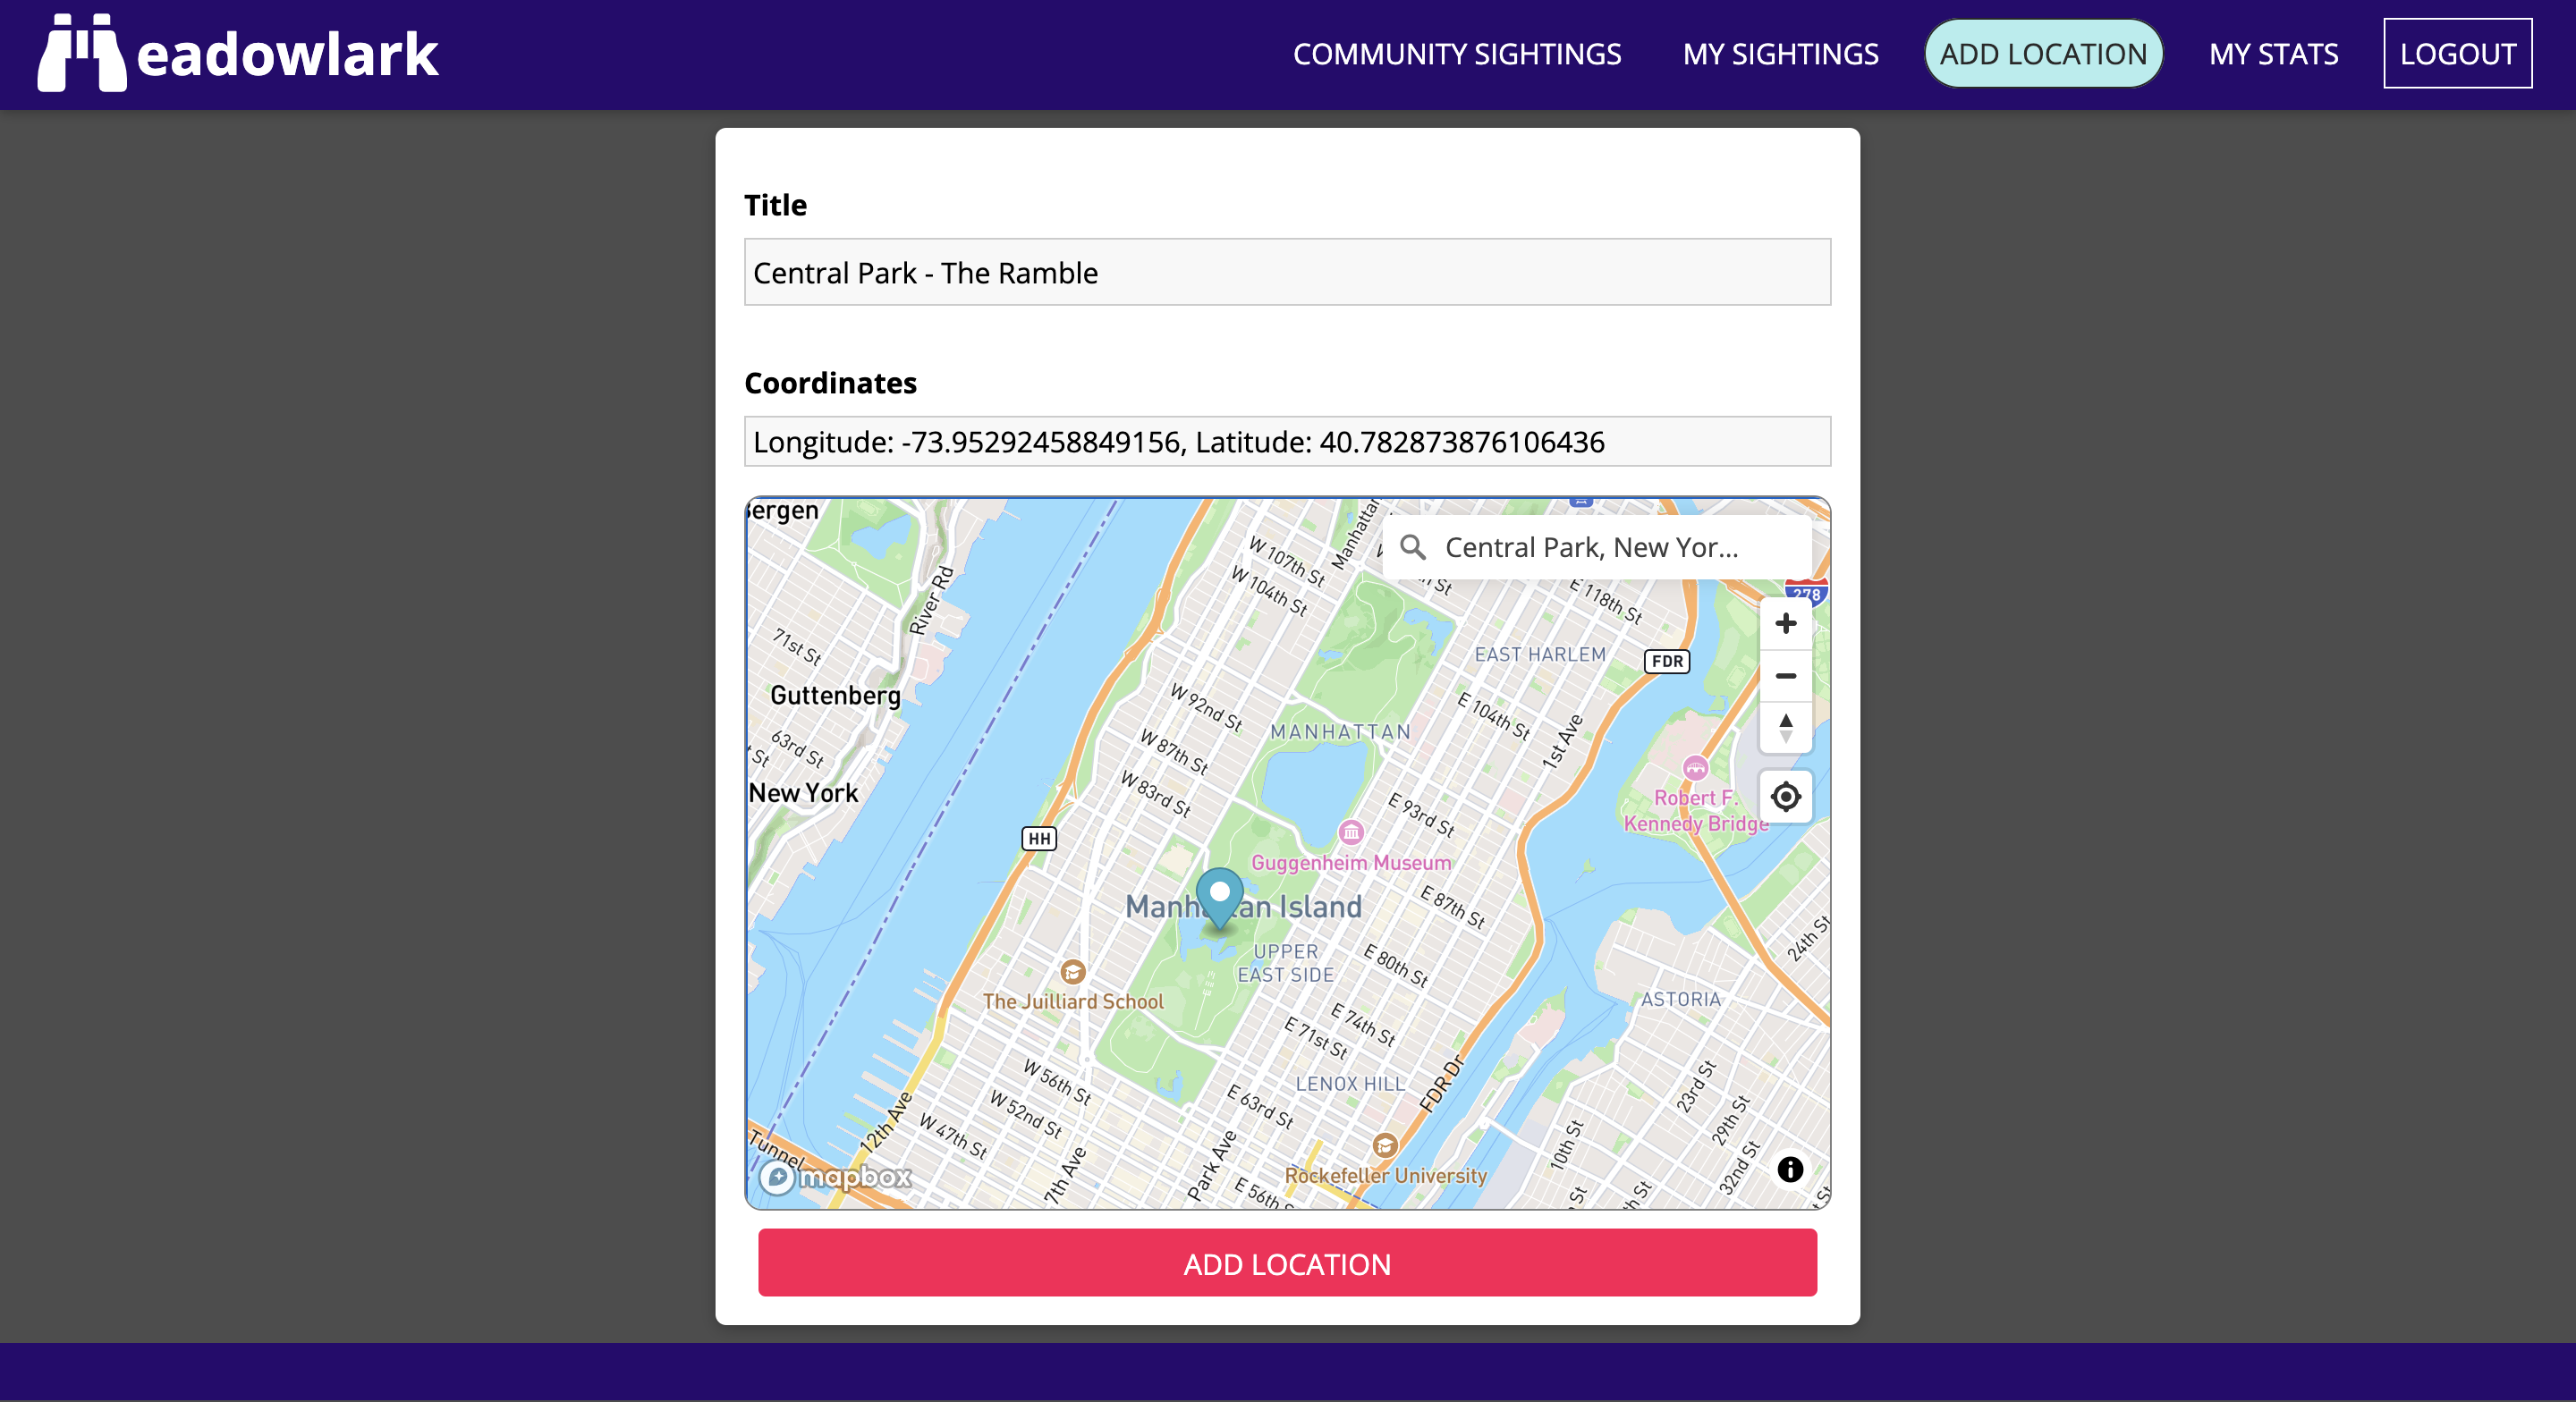 eadowlark
COMMUNITY SIGHTINGS
MY SIGHTINGS
ADD LOCATION
MY STATS
LOGOUT
Title
Central Park - The Ramble
Coordinates
Longitude: -73.95292458849156, Latitude: 40.782873876106436
Central Park, New Yor...
River Rd
W 107th St
W 104th St
E 118th St
278
71st St
EAST HARLEM
FDR
Guttenberg
W 92nd St
E 104th St
MANHATTAN
1st Ave
63rd St
St
W 87th St
New York
W 83rd St
E 93rd St
Robert F.
Kennedy Bridge
HH
Guggenheim Museum
E 87th St
Island
24th St
UPPER
EAST SIDE
E 80th St
The Juilliard School
ASTORIA
E 74th St
E 71st St
W 56th St
LENOX HILL
FDR Dr
W 52nd St
E 63rd St
23rd St
12th Ave
W 47th St
29th St
Tunnel
10th St
7th Ave
Park Ave
32nd St
mapbox
Rockefeller University
E 56th
St
ADD LOCATION